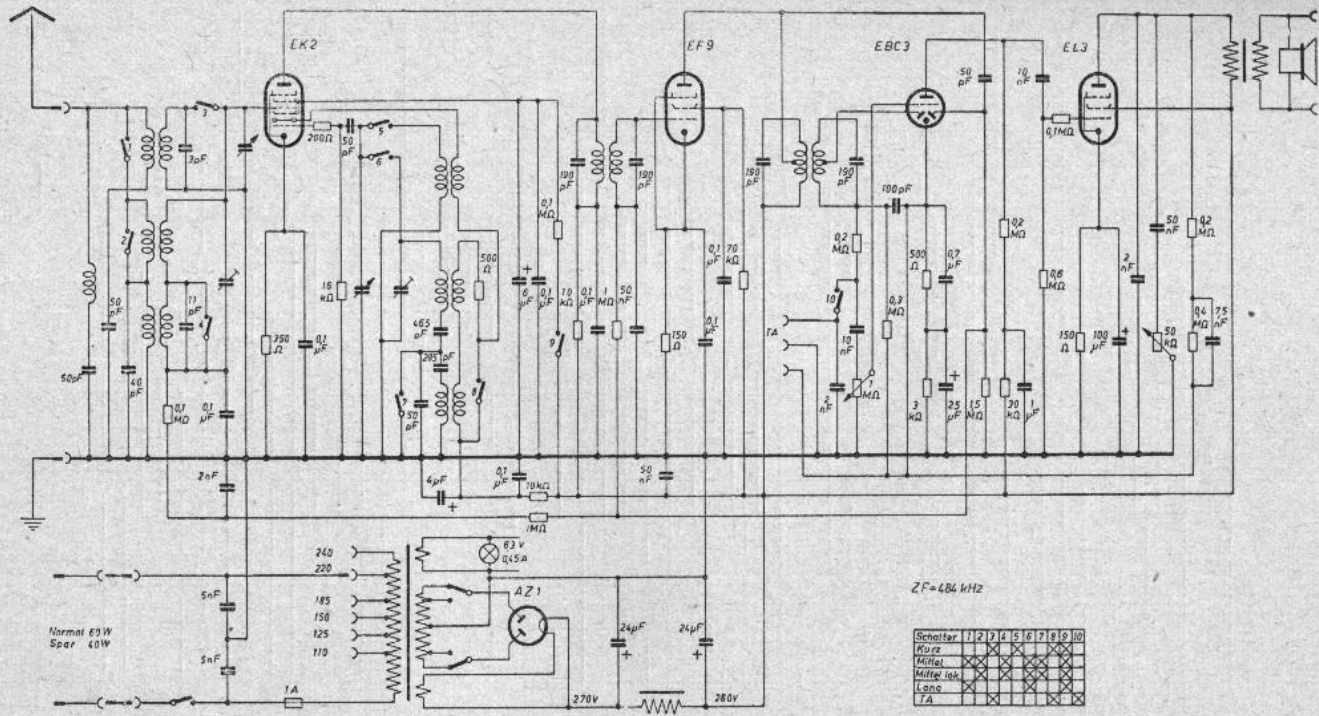 EK2
EF9
EBC3
EL3
1
3
3pF
2
50 pF
11 pF
4
50pF
40 pF
0,1 MΩ
0,1 µF
2nF
200Ω
50 pF
5
6
16 kΩ
350 Ω
0,1 µF
465 pF
285 pF
7
50 pF
500 Ω
8
4µF
+
0,1 µF
10kΩ
1MΩ
0,1 MΩ
+
6 µF
0,1 µF
9
190 pF
190 pF
10 kΩ
0,1 µF
1 MΩ
50 nF
150 Ω
0,1 µF
50 nF
0,1 µF
70 kΩ
190 pF
190 pF
100pF
0,2 MΩ
10
TA
10 nF
2 nF
1 MΩ
0,3 MΩ
500 Ω
0,7 µF
3 kΩ
+
25 µF
50 pF
1,5 MΩ
0,2 MΩ
30 kΩ
1 µF
10 nF
0,1MΩ
0,6 MΩ
150 Ω
100 µF
+
2 nF
50 nF
50 kΩ
0,2 MΩ
0,4 MΩ
7,5 nF
240
220
185
150
125
110
5nF
5nF
Normal 60W
Spar 40W
1A
6,3 V
0,45 A
AZ1
24µF
+
24µF
+
270V
260V
ZF=484 kHz
Schalter 1 2 3 4 5 6 7 8 9 10
Kurz
Mittel
Mittel lok
Lang
TA